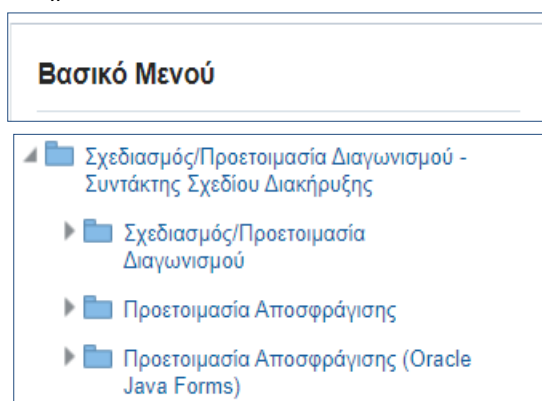 Βασικό Μενού
Σχεδιασμός/Προετοιμασία Διαγωνισμού -
Συντάκτης Σχεδίου Διακήρυξης
Σχεδιασμός/Προετοιμασία
Διαγωνισμού
Προετοιμασία Αποσφράγισης
Προετοιμασία Αποσφράγισης (Oracle
Java Forms)